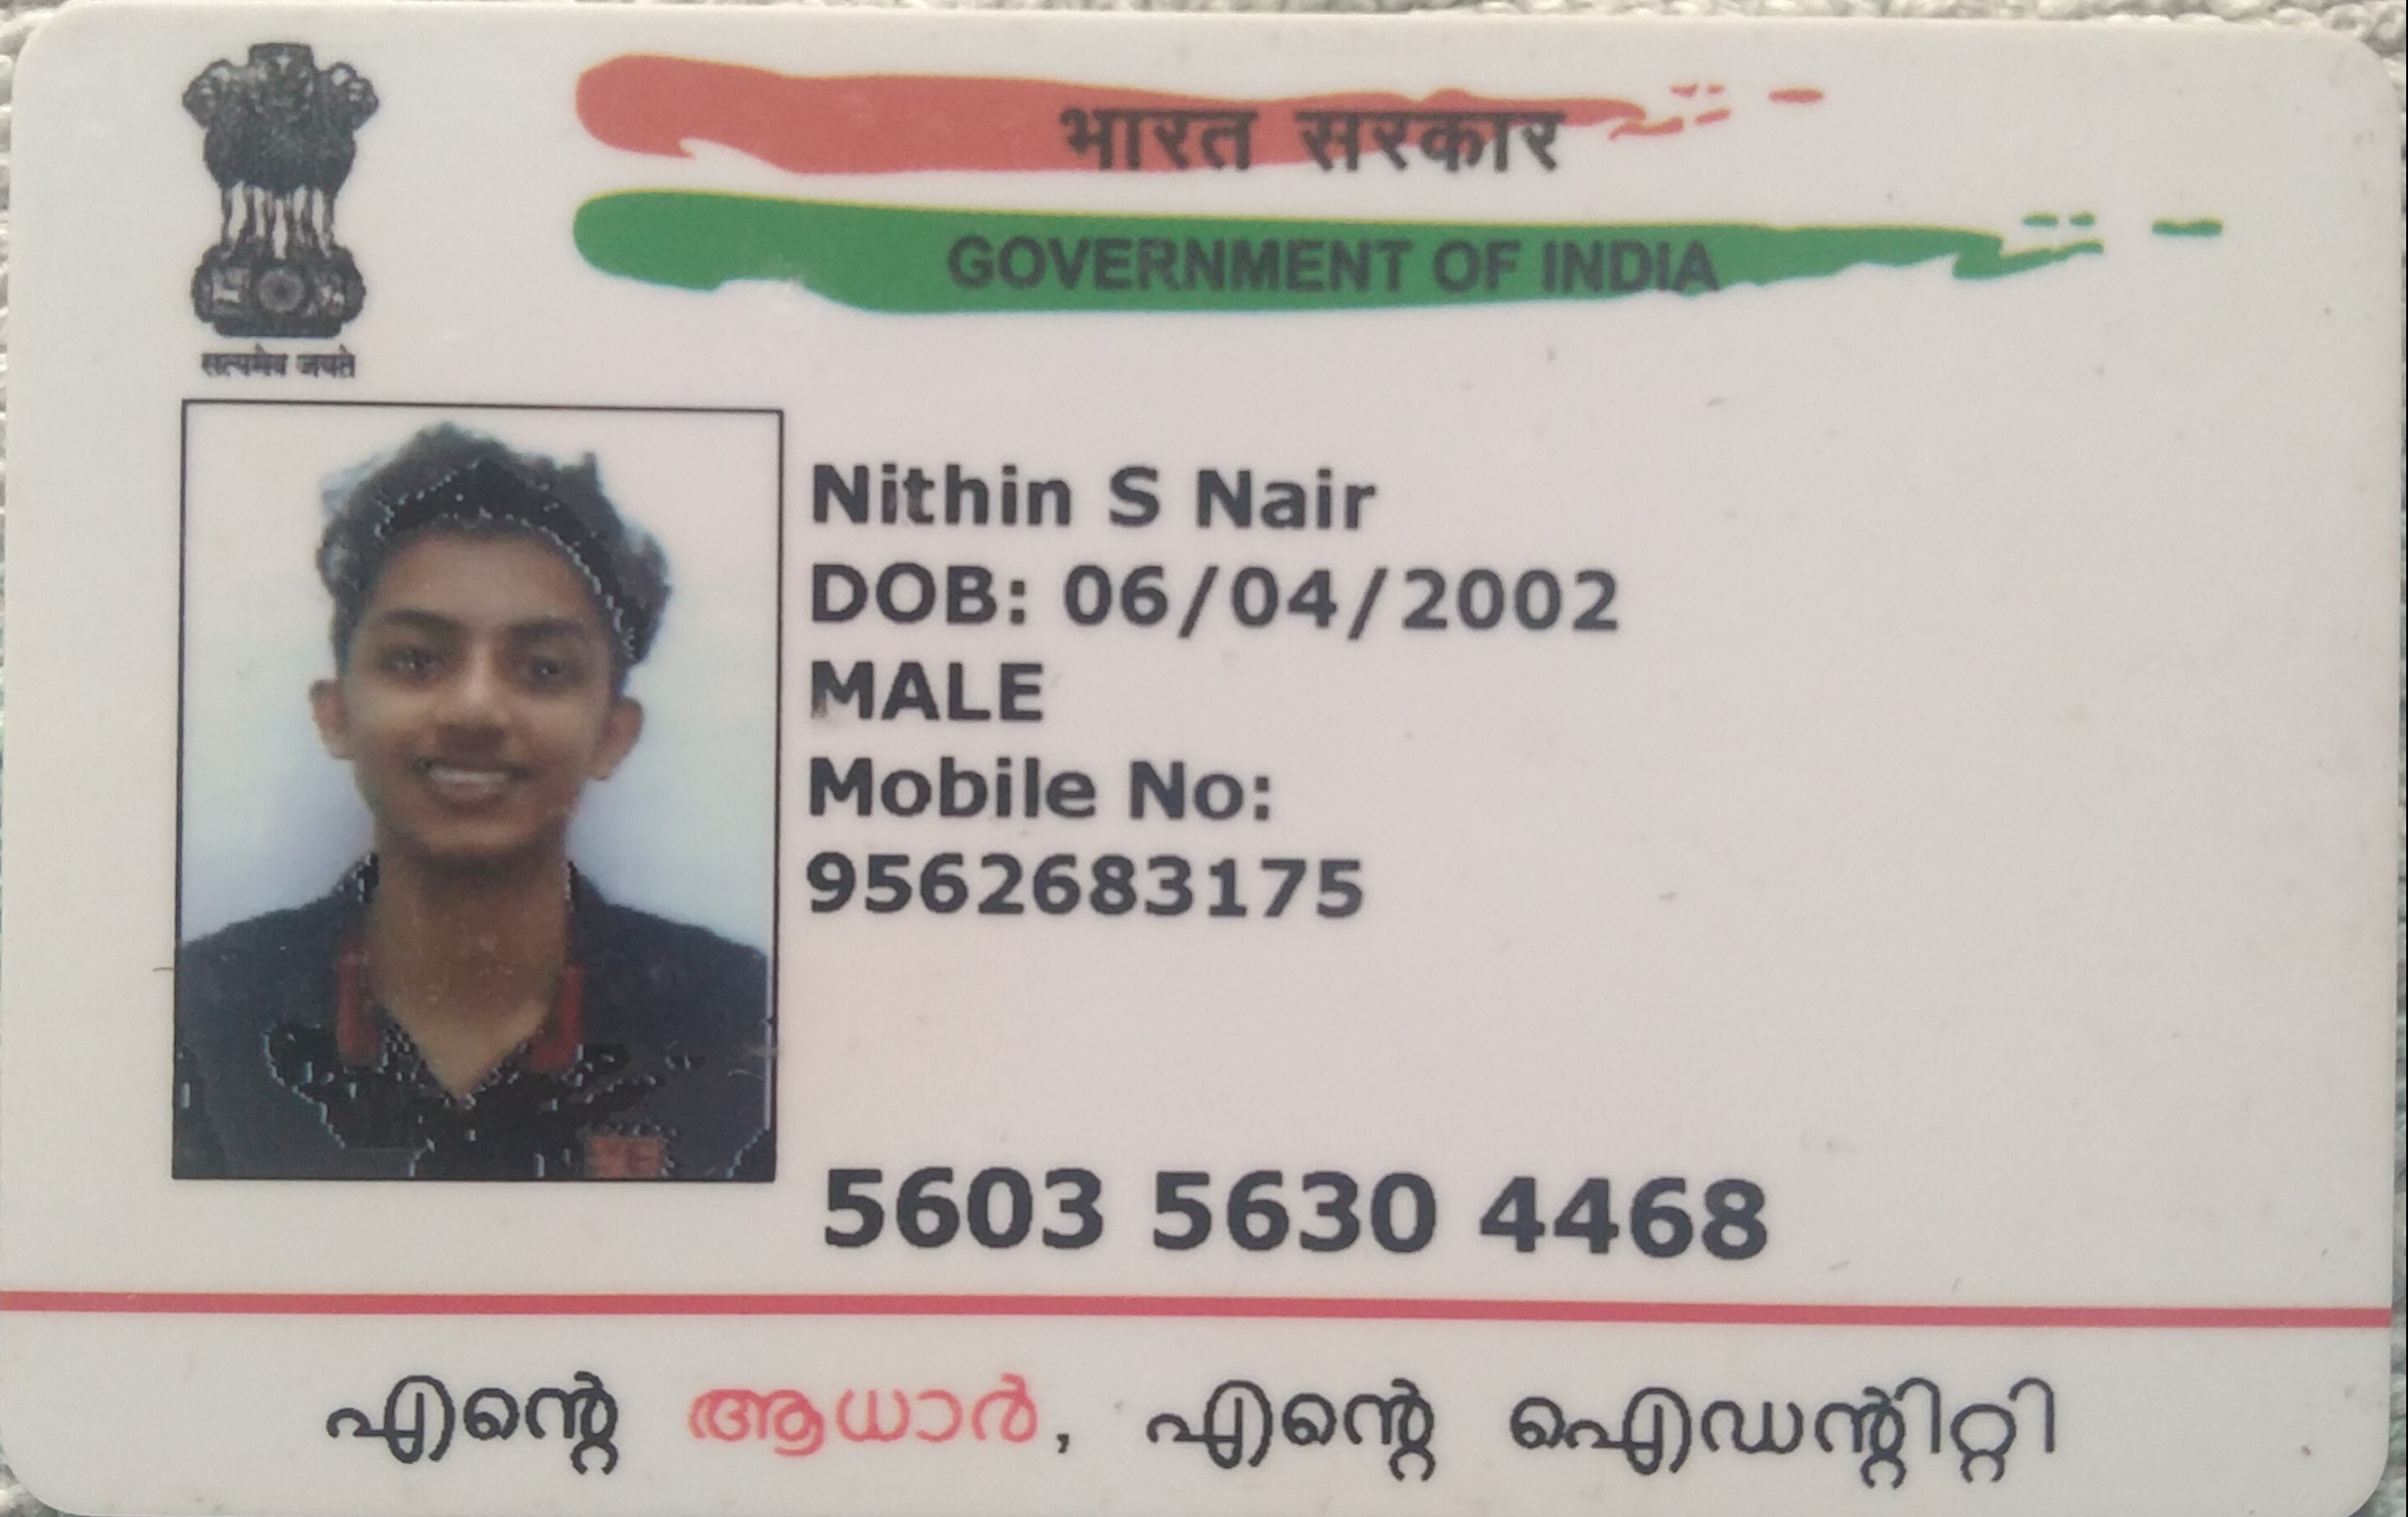 भारत सरकार
GOVERNMENT OF INDIA
सत्यमेव जयते
Nithin S Nair
DOB: 06/04/2002
MALE
Mobile No:
9562683175
5603 5630 4468
എന്റെ ആധാർ, എന്റെ ഐഡന്റിറ്റി